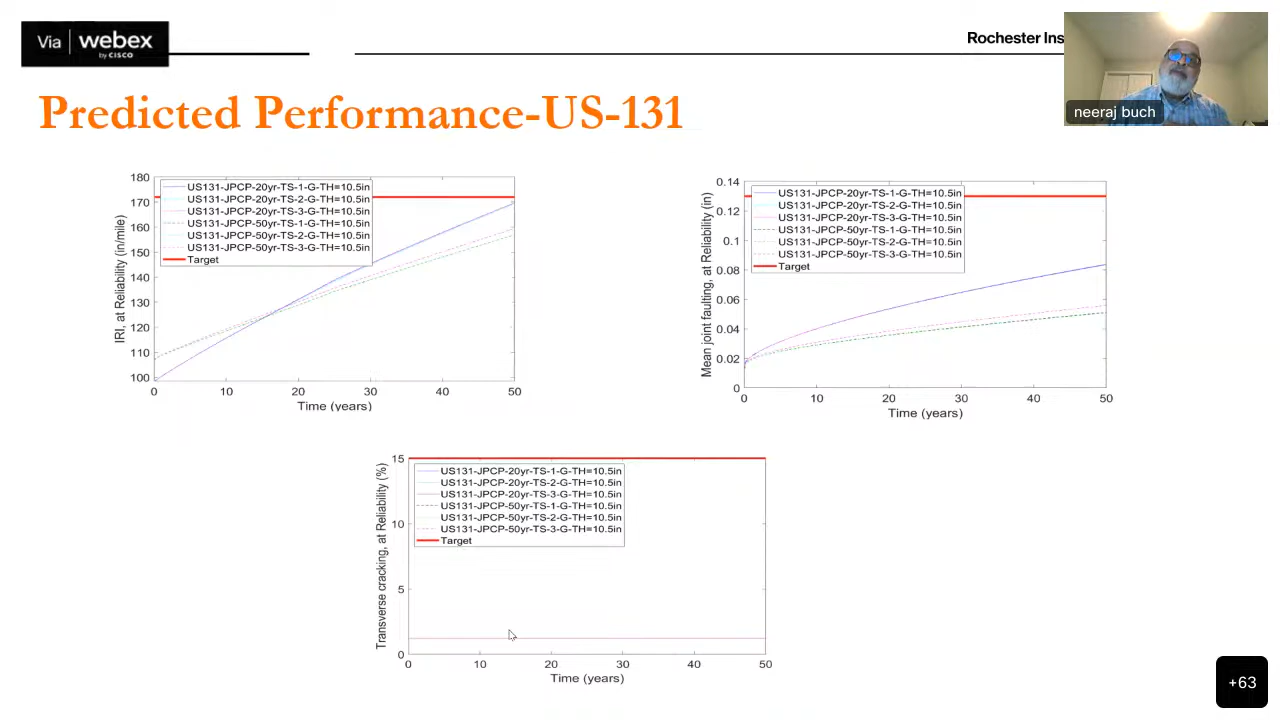 Via webex
by CISCO
Rochester Ins
neeraj buch
Predicted Performance-US-131
180
170
160
150
140
130
120
110
100
IRI, at Reliability (in/mile)
US131-JPCP-20yr-TS-1-G-TH=10.5in
US131-JPCP-20yr-TS-2-G-TH=10.5in
US131-JPCP-20yr-TS-3-G-TH=10.5in
US131-JPCP-50yr-TS-1-G-TH=10.5in
US131-JPCP-50yr-TS-2-G-TH=10.5in
US131-JPCP-50yr-TS-3-G-TH=10.5in
Target
0 10 20 30 40 50
Time (years)
0.14
0.12
0.1
0.08
0.06
0.04
0.02
0
Mean joint faulting, at Reliability (in)
US131-JPCP-20yr-TS-1-G-TH=10.5in
US131-JPCP-20yr-TS-2-G-TH=10.5in
US131-JPCP-20yr-TS-3-G-TH=10.5in
US131-JPCP-50yr-TS-1-G-TH=10.5in
US131-JPCP-50yr-TS-2-G-TH=10.5in
US131-JPCP-50yr-TS-3-G-TH=10.5in
Target
0 10 20 30 40 50
Time (years)
15
10
5
0
Transverse cracking, at Reliability (%)
US131-JPCP-20yr-TS-1-G-TH=10.5in
US131-JPCP-20yr-TS-2-G-TH=10.5in
US131-JPCP-20yr-TS-3-G-TH=10.5in
US131-JPCP-50yr-TS-1-G-TH=10.5in
US131-JPCP-50yr-TS-2-G-TH=10.5in
US131-JPCP-50yr-TS-3-G-TH=10.5in
Target
0 10 20 30 40 50
Time (years)
+63